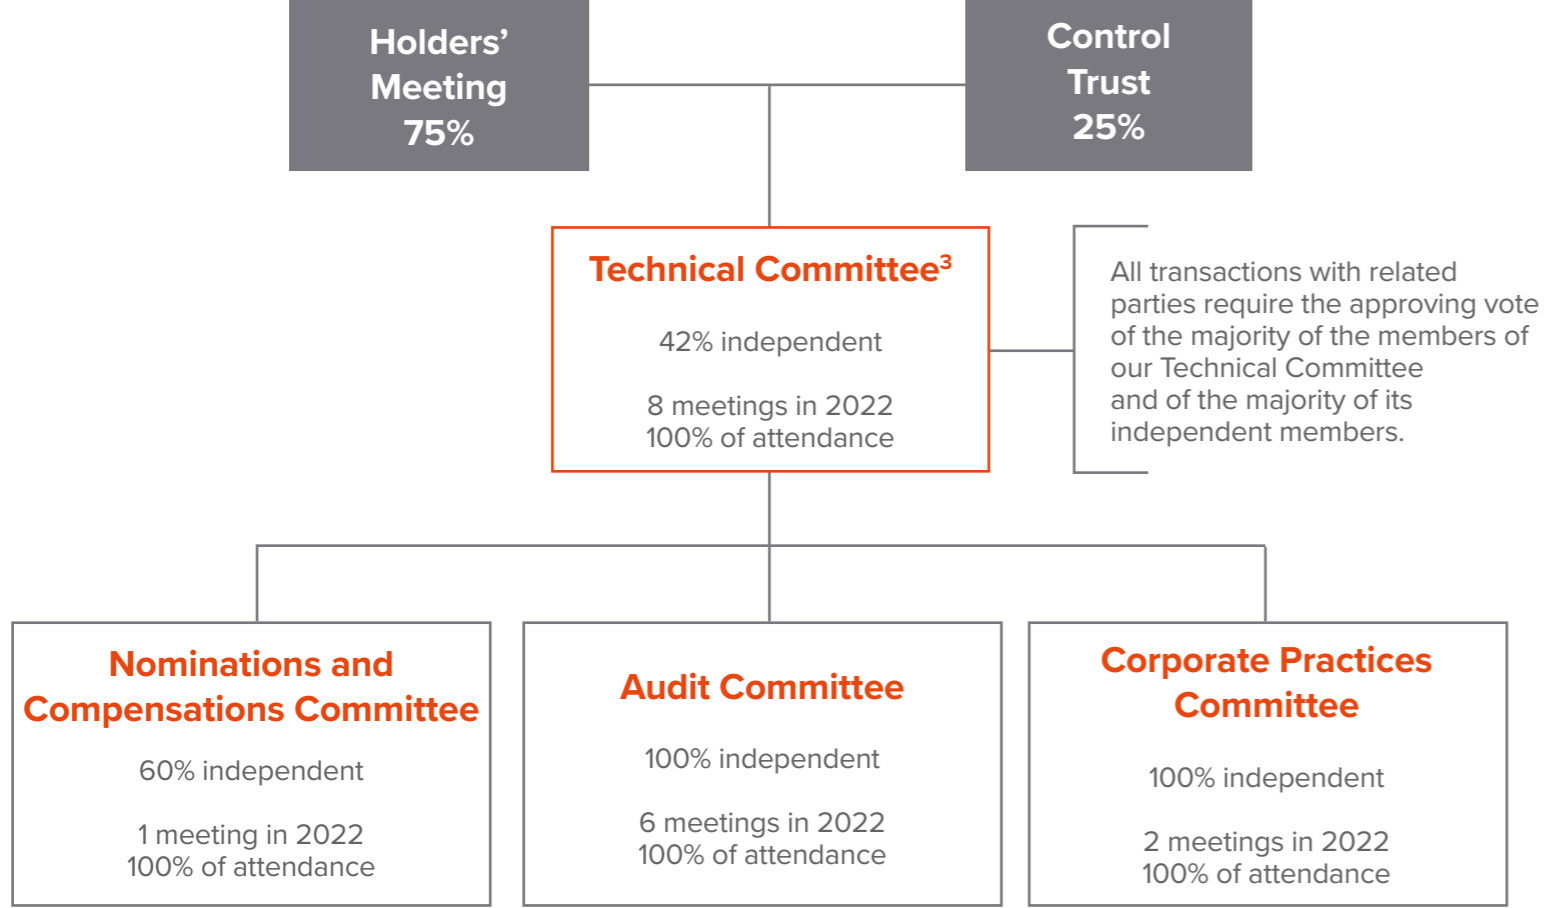 Holders’
Meeting
75%
Control
Trust
25%
Technical Committee³
42% independent
8 meetings in 2022
100% of attendance
All transactions with related
parties require the approving vote
of the majority of the members of
our Technical Committee
and of the majority of its
independent members.
Nominations and
Compensations Committee
60% independent
1 meeting in 2022
100% of attendance
Audit Committee
100% independent
6 meetings in 2022
100% of attendance
Corporate Practices
Committee
100% independent
2 meetings in 2022
100% of attendance